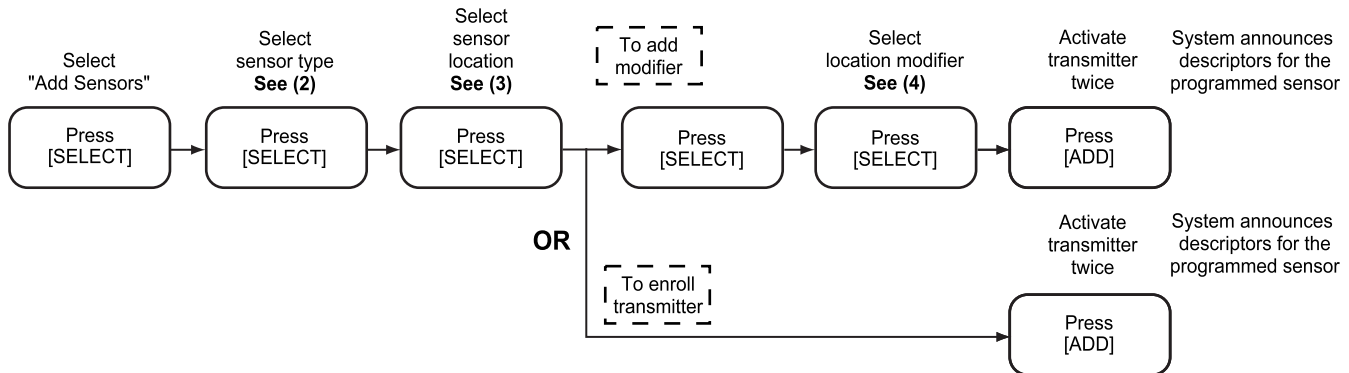 Select
"Add Sensors"
Press
[SELECT]
Select
sensor type
See (2)
Press
[SELECT]
Select
sensor
location
See (3)
Press
[SELECT]
To add
modifier
Press
[SELECT]
Select
location modifier
See (4)
Press
[SELECT]
Activate
transmitter
twice
Press
[ADD]
System announces
descriptors for the
programmed sensor
OR
To enroll
transmitter
Activate
transmitter
twice
Press
[ADD]
System announces
descriptors for the
programmed sensor